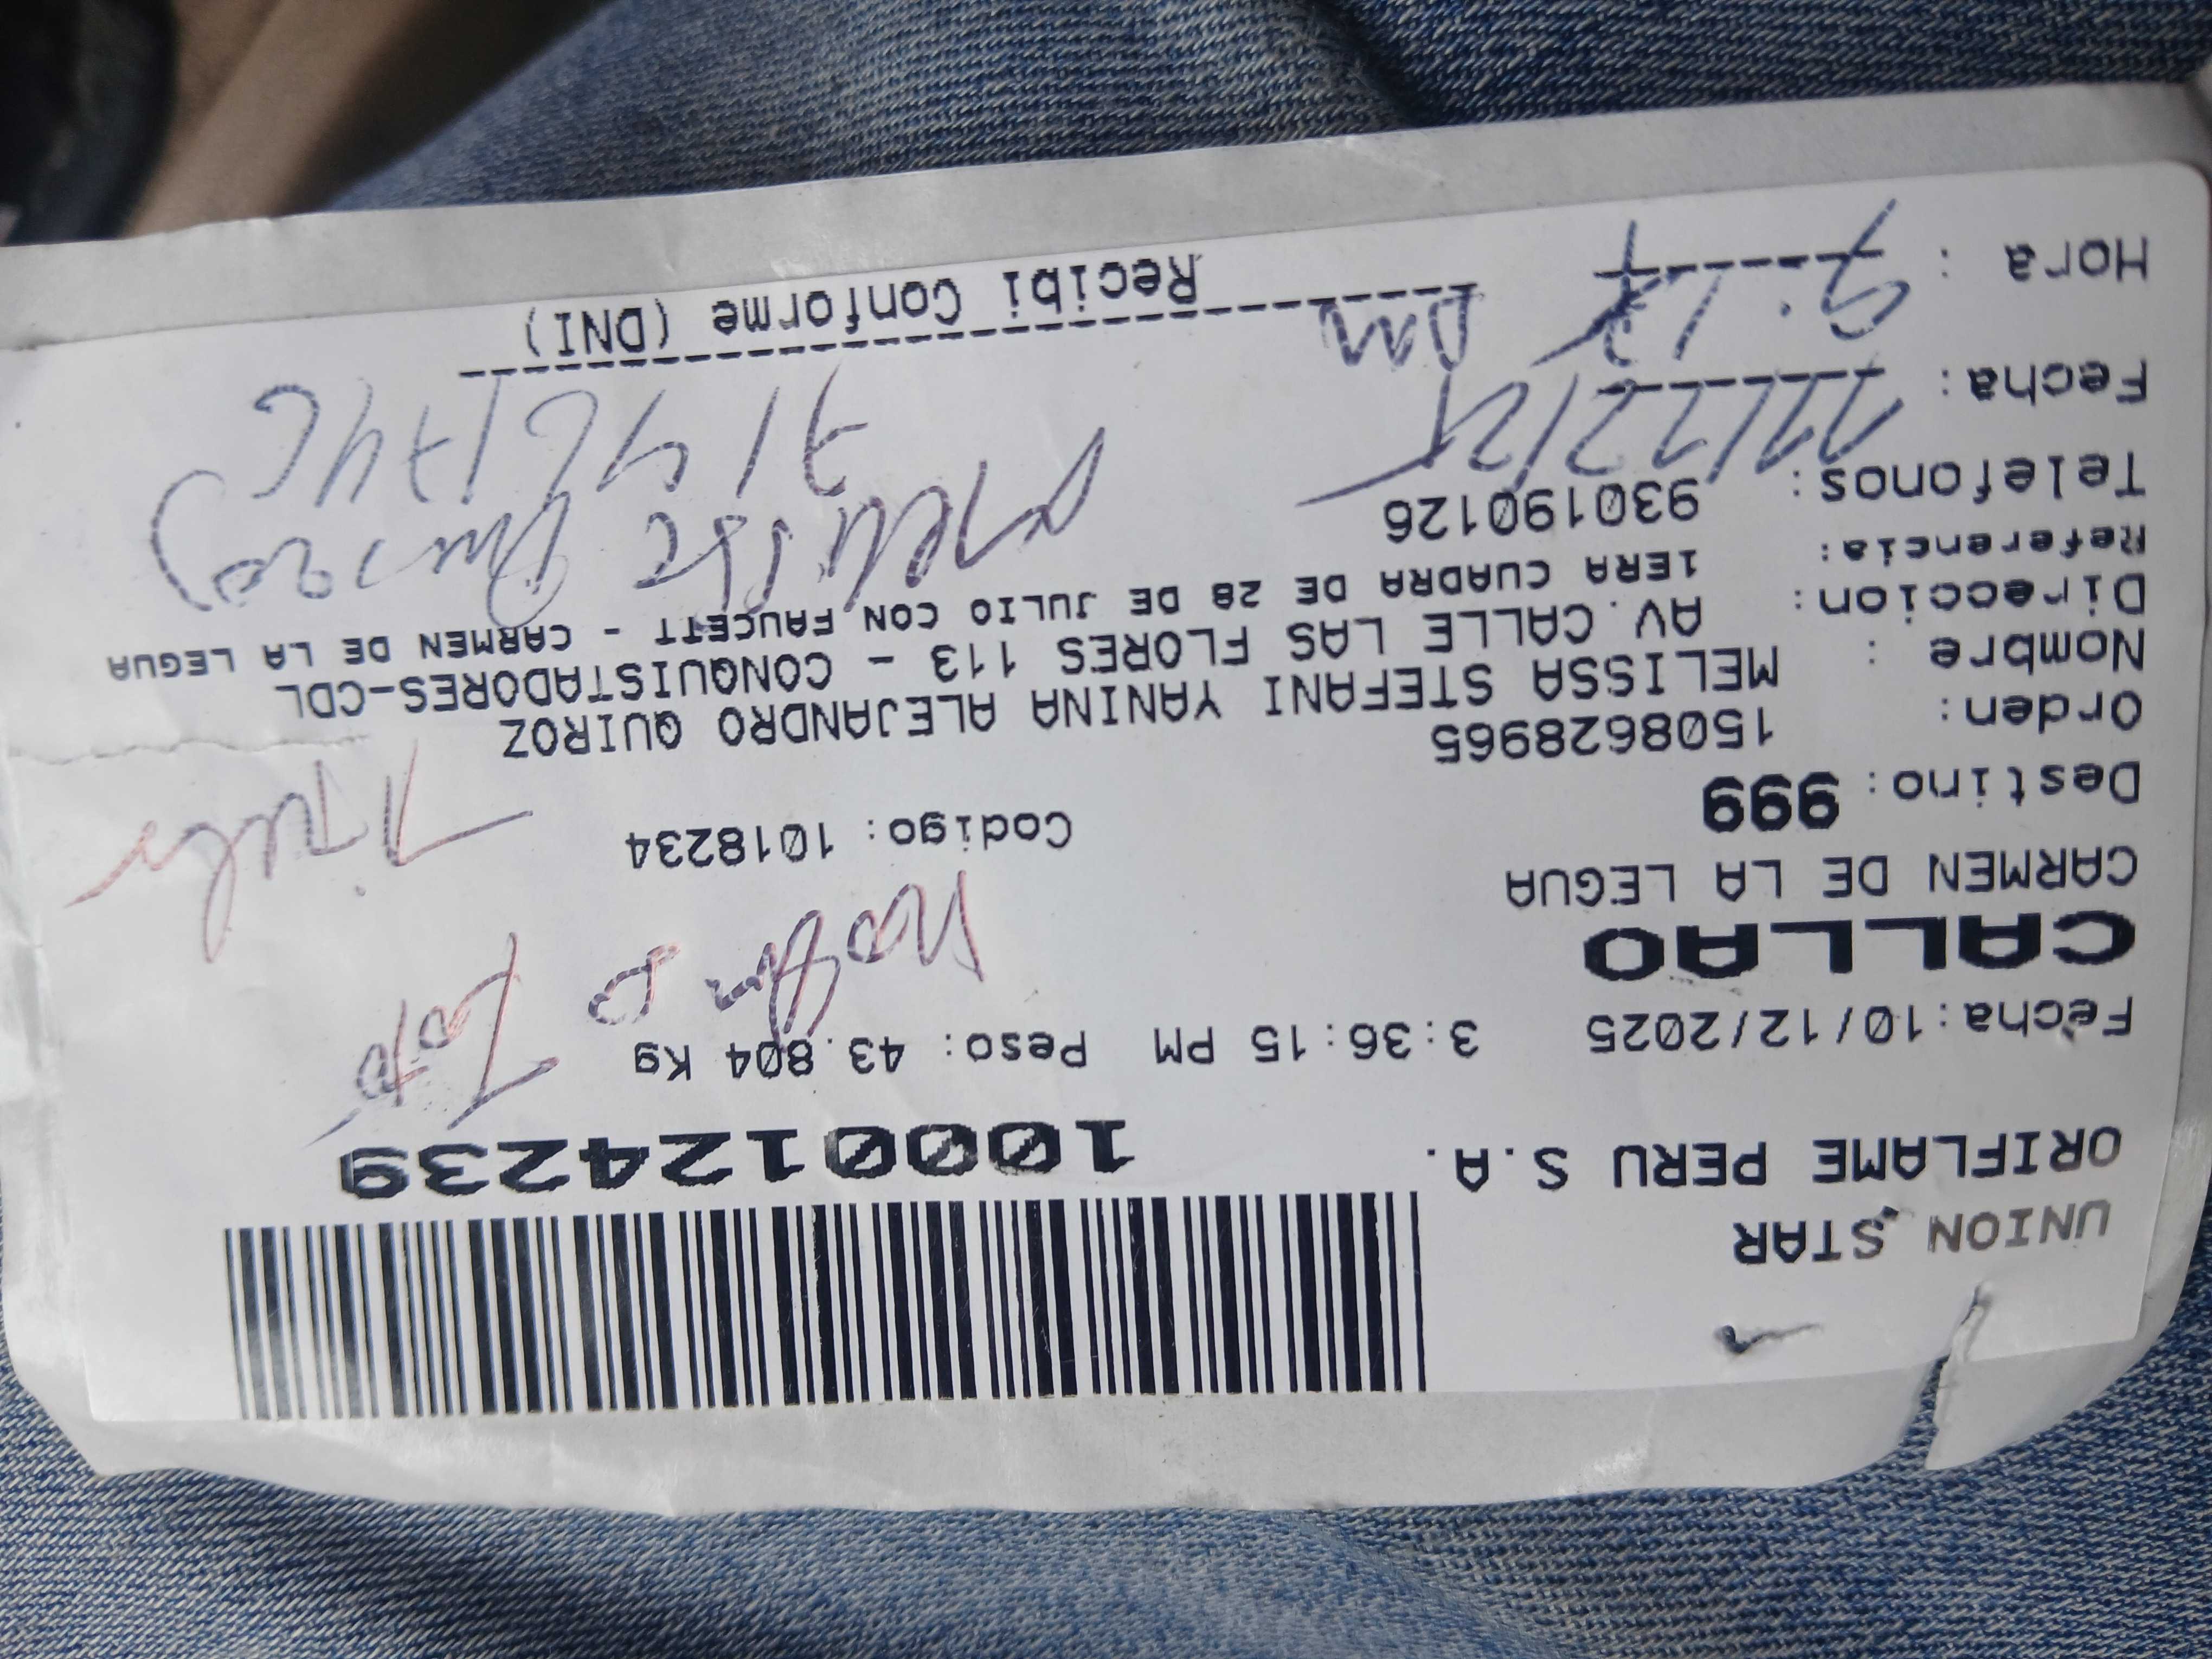 UNION STAR
ORIFLAME PERU S.A.
1000124239
Fecha:10/12/2025 3:36:15 PM Peso: 43.804 Kg
CALLAO
CARMEN DE LA LEGUA
Destino: 999 Codigo: 1018234
Orden: 1508628965
Nombre : MELISSA STEFANI YANINA ALEJANDRO QUIROZ
Direccion: AV. CALLE LAS FLORES 113 - CONQUISTADORES-CDL
Referencia: 1ERA CUADRA DE 28 DE JULIO CON FAUCETT - CARMEN DE LA LEGUA
Telefonos: 930190126
Fecha: 11/12/25
Hora :
Recibi Conforme (DNI)